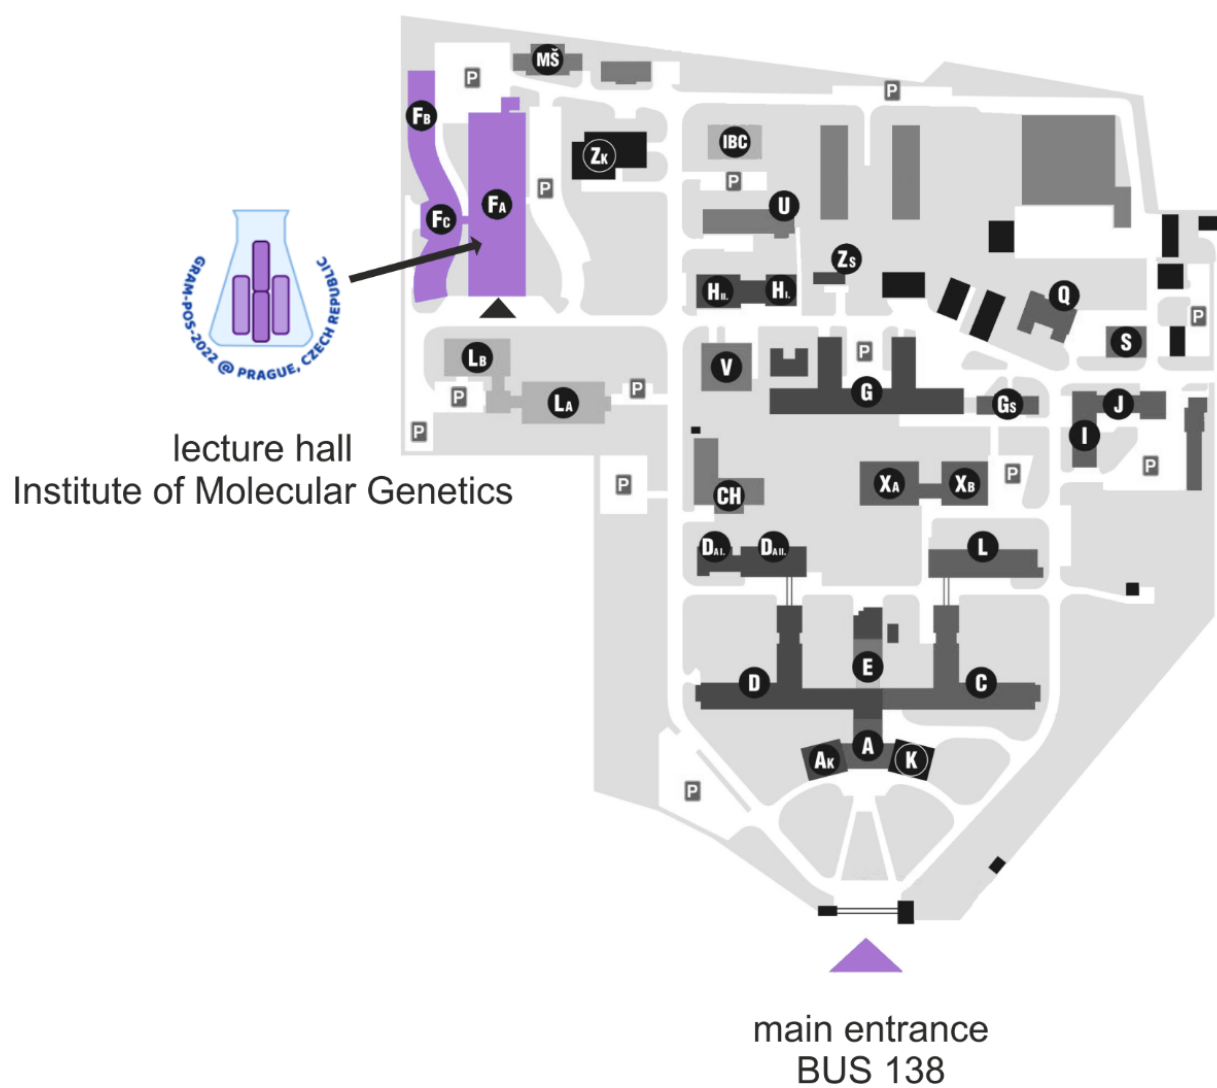 MŠ
P
P
FB
IBC
ZK
P
P
FA
U
FC
ZS
GRAM-POS-2022 @ PRAGUE, CZECH REPUBLIC
HII.
HI.
Q
P
S
LB
P
V
P
G
P
LA
GS
J
P
I
lecture hall
Institute of Molecular Genetics
P
P
P
XA
XB
CH
DAI.
DAII.
L
E
D
C
A
AK
K
P
main entrance
BUS 138